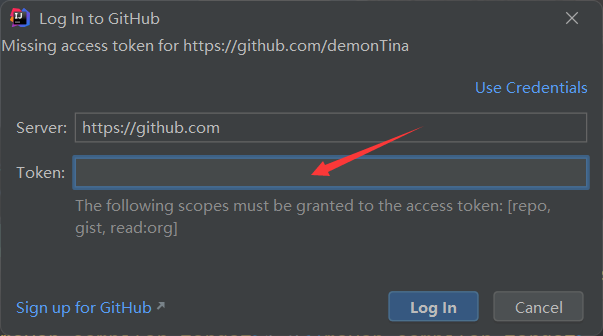 Log In to GitHub
Missing access token for https://github.com/demonTina
Use Credentials
Server: https://github.com
Token:
The following scopes must be granted to the access token: [repo,
gist, read:org]
Sign up for GitHub
Log In
Cancel